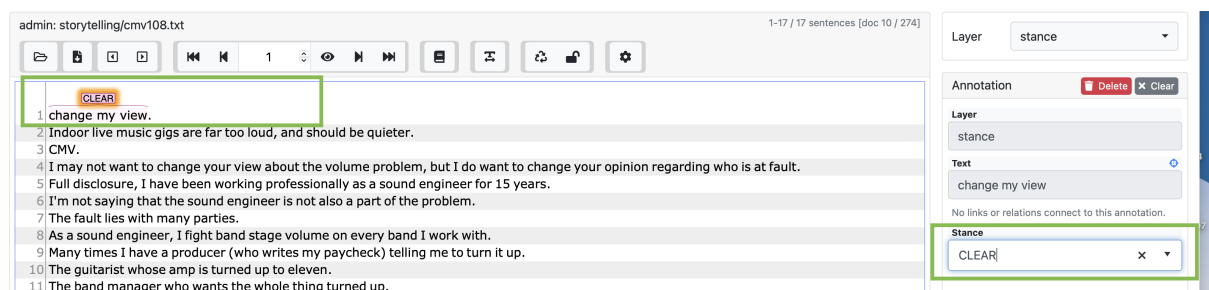 admin: storytelling/cmv108.txt
1-17 / 17 sentences [doc 10 / 274]
1
CLEAR
1 change my view.
2 Indoor live music gigs are far too loud, and should be quieter.
3 CMV.
4 I may not want to change your view about the volume problem, but I do want to change your opinion regarding who is at fault.
5 Full disclosure, I have been working professionally as a sound engineer for 15 years.
6 I'm not saying that the sound engineer is not also a part of the problem.
7 The fault lies with many parties.
8 As a sound engineer, I fight band stage volume on every band I work with.
9 Many times I have a producer (who writes my paycheck) telling me to turn it up.
10 The guitarist whose amp is turned up to eleven.
11 The band manager who wants the whole thing turned up.
Layer stance
Annotation Delete Clear
Layer
stance
Text
change my view
No links or relations connect to this annotation.
Stance
CLEAR